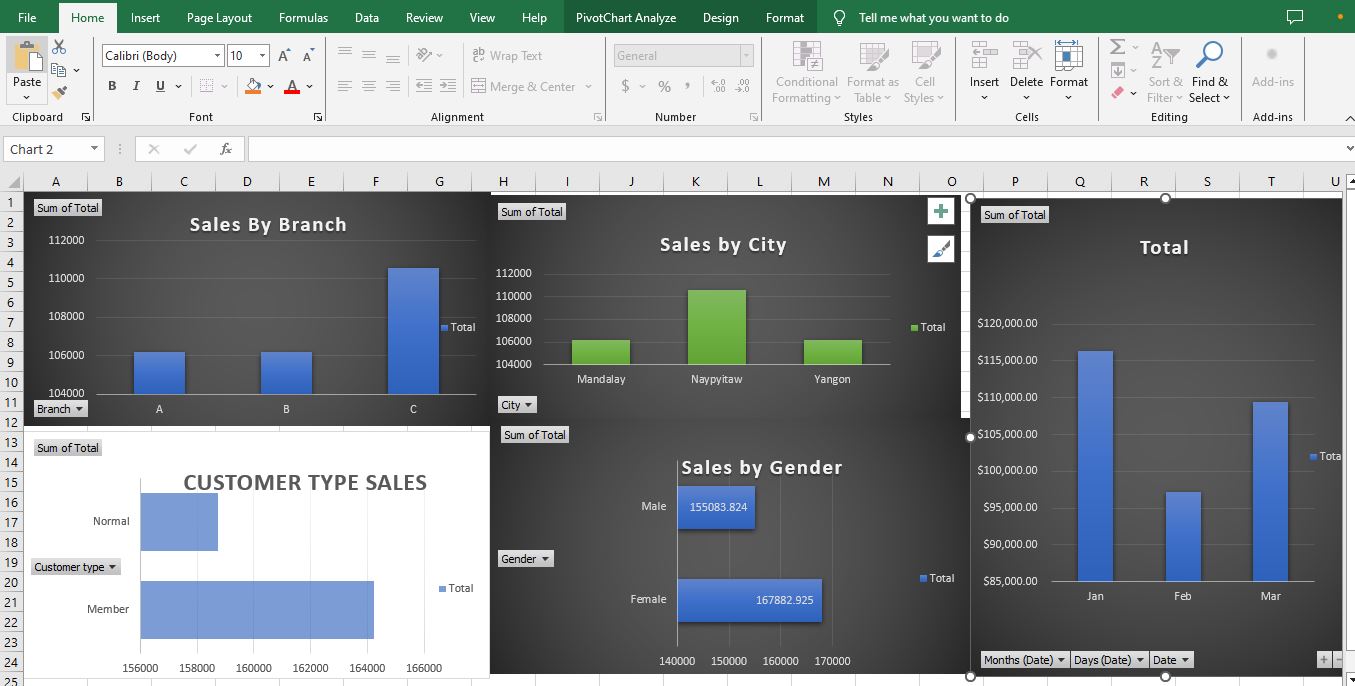 File Home Insert Page Layout Formulas Data Review View Help PivotChart Analyze Design Format Tell me what you want to do
Paste
Calibri (Body) 10 A A
B I U A
ab Wrap Text
Merge & Center
General
$ % , .00
Conditional Formatting
Format as Table
Cell Styles
Insert Delete Format
Sort & Filter
Find & Select
Add-ins
Clipboard Font Alignment Number Styles Cells Editing Add-ins
Chart 2 fx
A B C D E F G H I J K L M N O P Q R S T U
1
2
3
4
5
6
7
8
9
10
11
12
13
14
15
16
17
18
19
20
21
22
23
24
25
Sum of Total
Sales By Branch
112000
110000
108000
106000
104000
A B C
Total
Branch
Sum of Total
Sales by City
112000
110000
108000
106000
104000
Mandalay Naypyitaw Yangon
Total
City
Sum of Total
Total
$120,000.00
$115,000.00
$110,000.00
$105,000.00
$100,000.00
$95,000.00
$90,000.00
$85,000.00
Jan Feb Mar
Tota
Months (Date) Days (Date) Date
Sum of Total
CUSTOMER TYPE SALES
Normal
Customer type
Member
Total
156000 158000 160000 162000 164000 166000
Sum of Total
Sales by Gender
Male 155083.824
Gender
Female 167882.925
Total
140000 150000 160000 170000